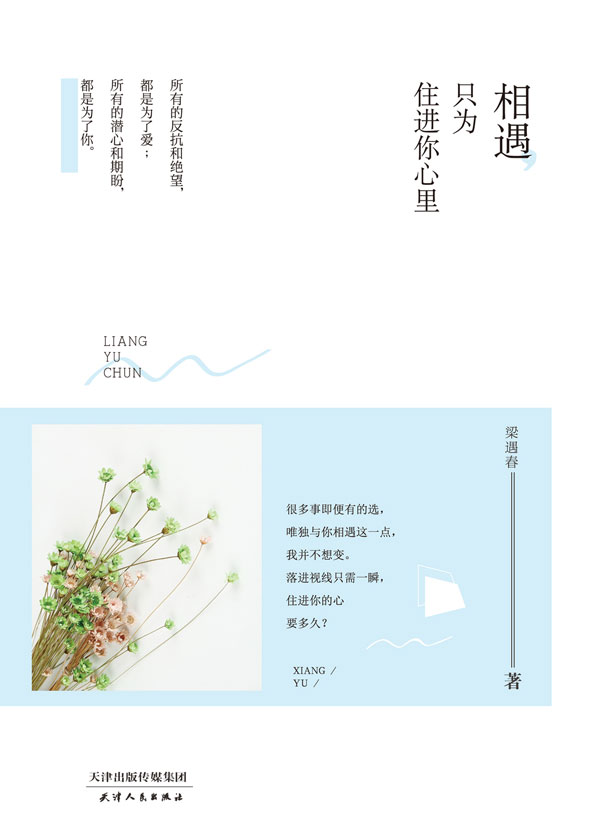 相遇，
只为
住进你心里
所有的反抗和绝望，
都是为了爱；
所有的潜心和期盼，
都是为了你。
LIANG
YU
CHUN
梁遇春
著
很多事即便有的选，
唯独与你相遇这一点，
我并不想变。
落进视线只需一瞬，
住进你的心
要多久？
XIANG /
YU /
天津出版传媒集团
天津人民出版社